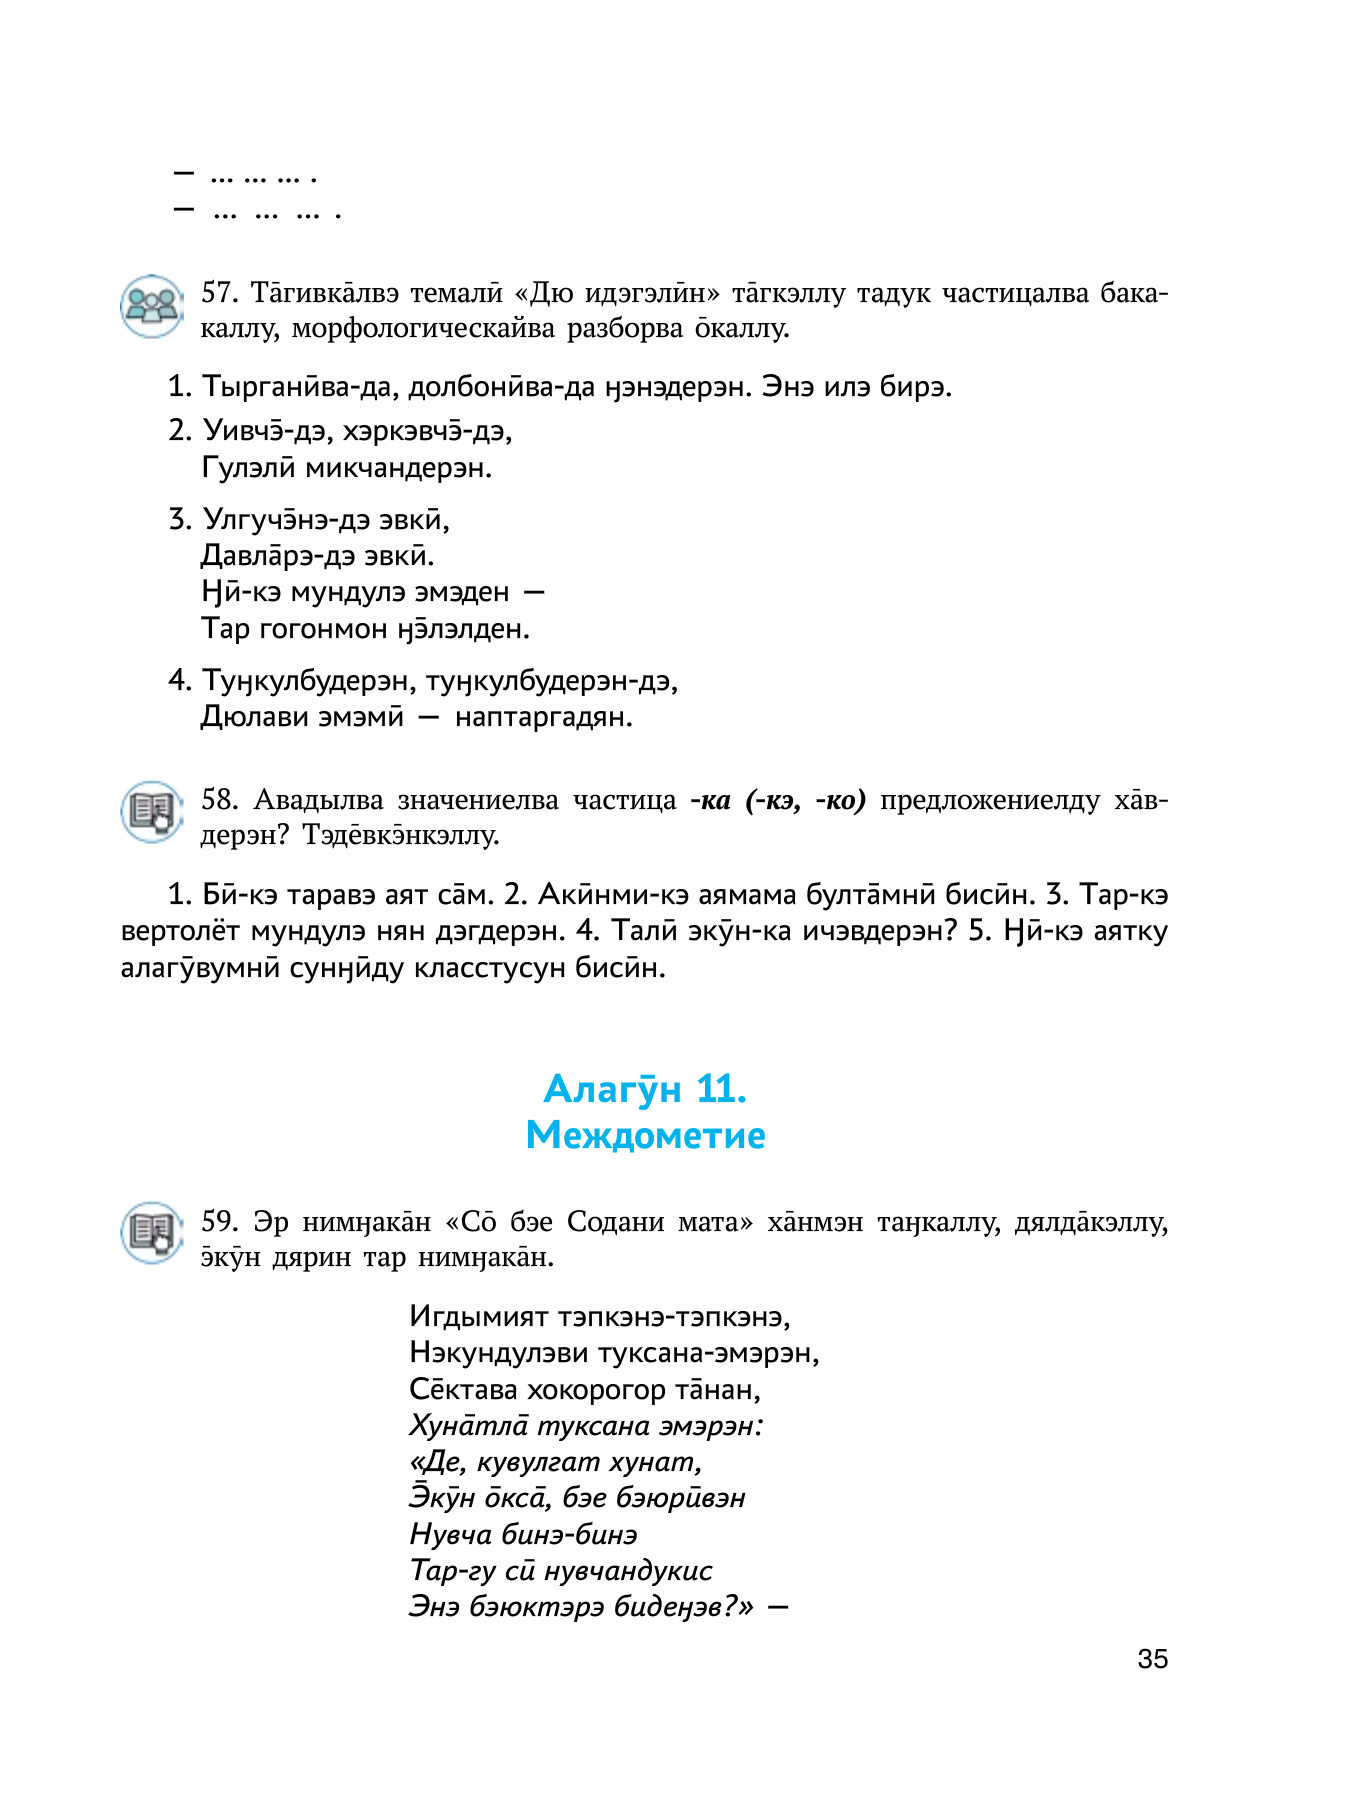 — ... ... ... .
— ... ... ... .
57. Та̄гивка̄лвэ темалӣ «Дю идэгэлӣн» та̄гкэллу тадук частицалва бака-
каллу, морфологическайва разборва о̄каллу.
1. Тырганӣва-да, долбонӣва-да ӈэнэдерэн. Энэ илэ бирэ.
2. Уивчэ̄-дэ, хэркэвчэ̄-дэ,
Гулэлӣ микчандерэн.
3. Улгучэ̄нэ-дэ эвкӣ,
Давла̄рэ-дэ эвкӣ.
Ӈӣ-кэ мундулэ эмэден —
Тар гогонмон ӈэ̄лэлден.
4. Туӈкулбудерэн, туӈкулбудерэн-дэ,
Дюлави эмэмӣ — наптаргадян.
58. Авадылва значениелва частица -ка (-кэ, -ко) предложениелду ха̄в-
дерэн? Тэде̄вкэ̄нкэллу.
1. Бӣ-кэ таравэ аят са̄м. 2. Акӣнми-кэ аямама булта̄мнӣ бисӣн. 3. Тар-кэ
вертолёт мундулэ нян дэгдерэн. 4. Талӣ экӯн-ка ичэвдерэн? 5. Ӈӣ-кэ аятку
алагӯвумнӣ сунӈӣду класстусун бисӣн.
Алагӯн 11.
Междометие
59. Эр нимӈака̄н «Со̄ бэе Содани мата» ха̄нмэн таӈкаллу, дялда̄кэллу,
э̄кӯн дярин тар нимӈака̄н.
Игдымият тэпкэнэ-тэпкэнэ,
Нэкундулэви туксана-эмэрэн,
Се̄ктава хокорогор та̄нан,
Хуна̄тла̄ туксана эмэрэн:
«Де, кувулгат хунат,
Э̄кӯн о̄кса̄, бэе бэюрӣвэн
Нувча бинэ-бинэ
Тар-гу сӣ нувчандукис
Энэ бэюктэрэ бидеӈэв?» —
35